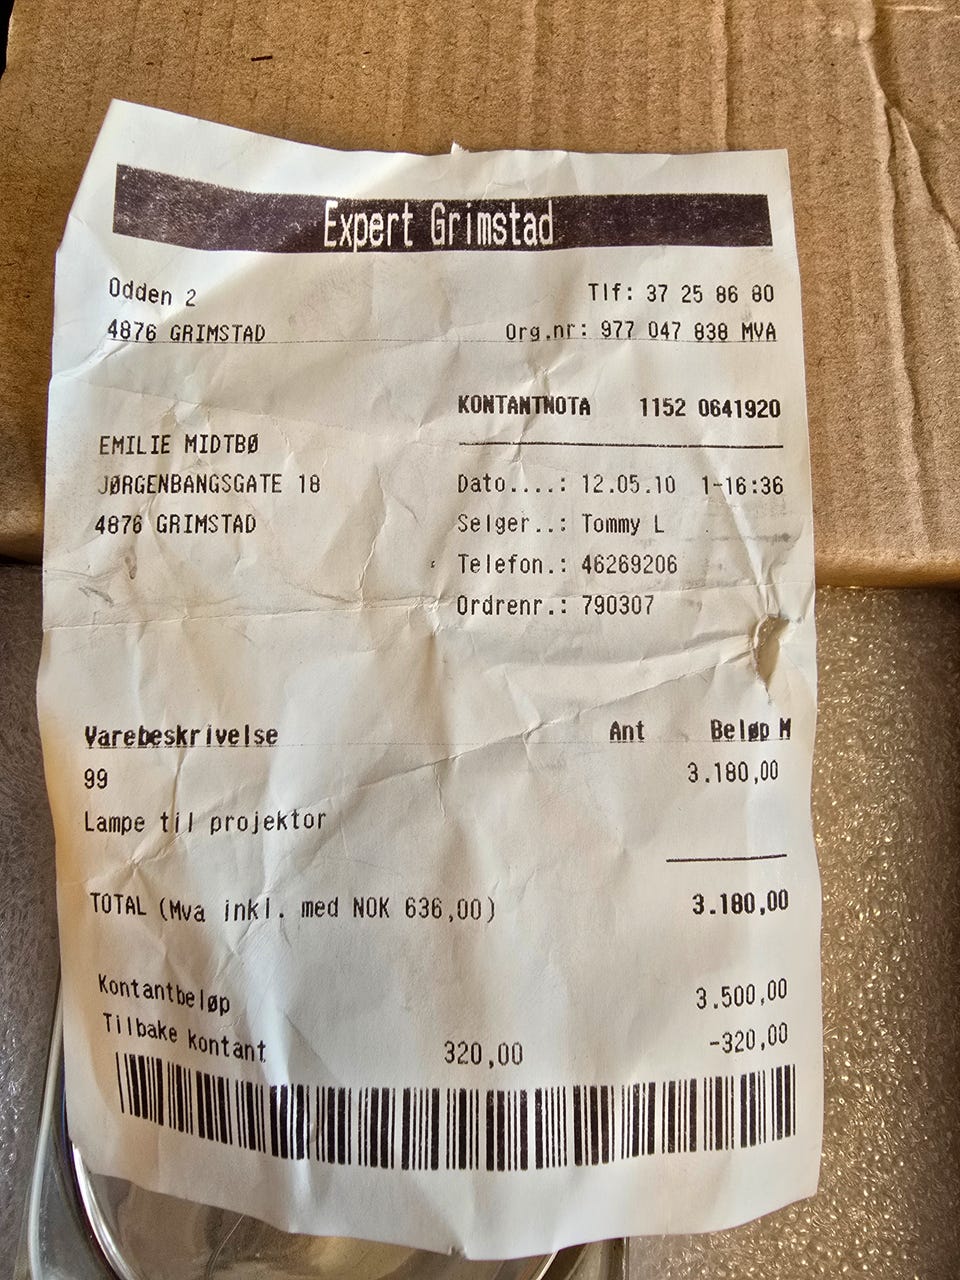 Expert Grimstad
Odden 2 Tlf: 37 25 86 80
4876 GRIMSTAD Org.nr: 977 047 838 MVA
KONTANTNOTA 1152 0641920
EMILIE MIDTBØ
JØRGENBANGSGATE 18 Dato....: 12.05.10 1-16:36
4876 GRIMSTAD Selger..: Tommy L
Telefon.: 46269206
Ordrenr.: 790307
Varebeskrivelse Ant Beløp M
99 3.180,00
Lampe til projektor
TOTAL (Mva inkl. med NOK 636,00) 3.180,00
Kontantbeløp 3.500,00
Tilbake kontant 320,00 -320,00